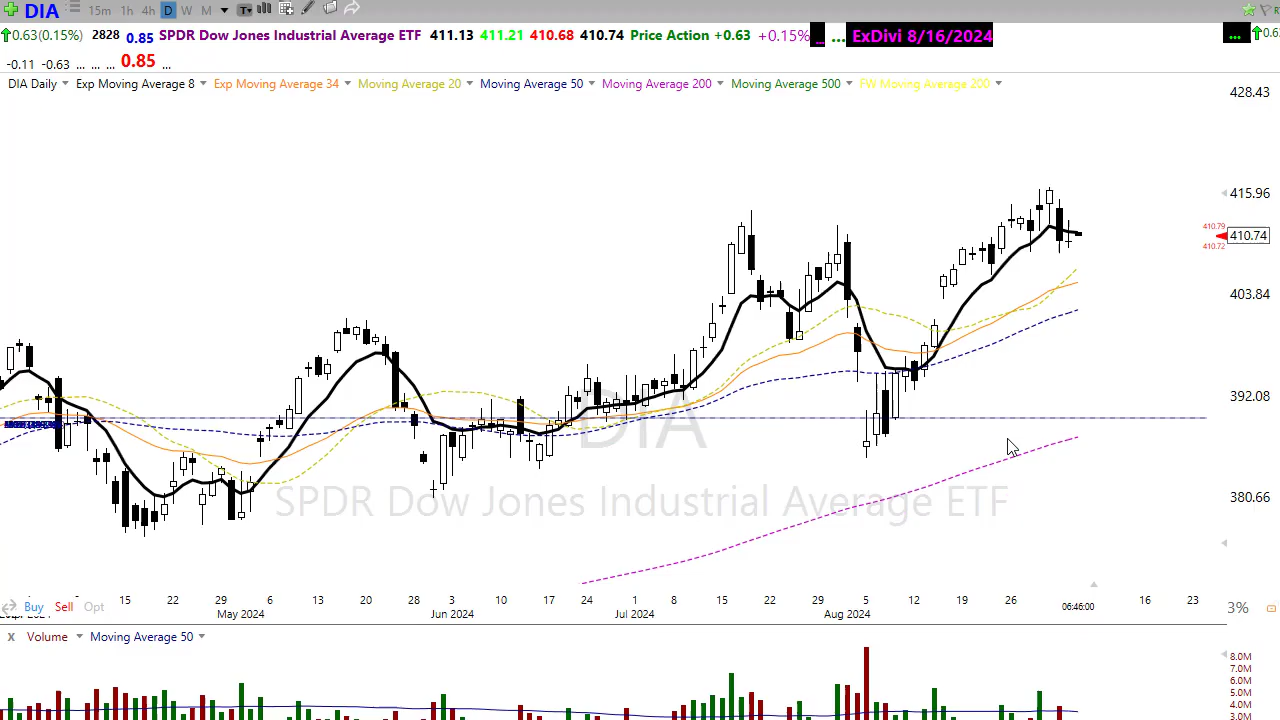 DIA 15m 1h 4h D W M T
0.63(0.15%) 2828 0.85 SPDR Dow Jones Industrial Average ETF 411.13 411.21 410.68 410.74 Price Action +0.63 +0.15% ... ExDivi 8/16/2024 ...
-0.11 -0.63 ... ... ... 0.85 ...
DIA Daily Exp Moving Average 8 Exp Moving Average 34 Moving Average 20 Moving Average 50 Moving Average 200 Moving Average 500 FW Moving Average 200
428.43
415.96
410.79
410.74
410.72
403.84
392.08
DIA
380.66
SPDR Dow Jones Industrial Average ETF
Buy Sell Opt
15 22 29 6 13 20 28 3 10 17 24 1 8 15 22 29 5 12 19 26 16 23
May 2024 Jun 2024 Jul 2024 Aug 2024 06:46:00
3%
X Volume Moving Average 50
8.0M
7.0M
6.0M
5.0M
4.0M
3.0M